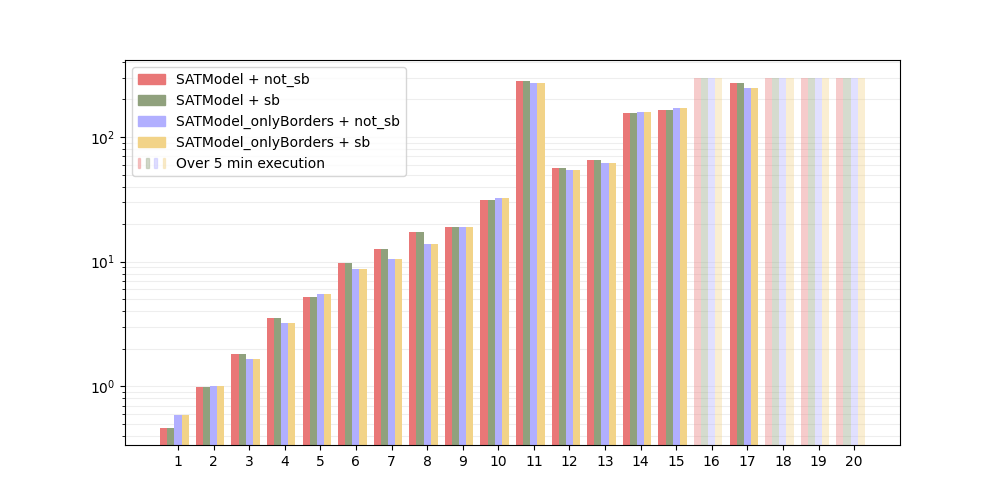 SATModel + not_sb
SATModel + sb
SATModel_onlyBorders + not_sb
SATModel_onlyBorders + sb
Over 5 min execution
10²
10¹
10⁰
1 2 3 4 5 6 7 8 9 10 11 12 13 14 15 16 17 18 19 20